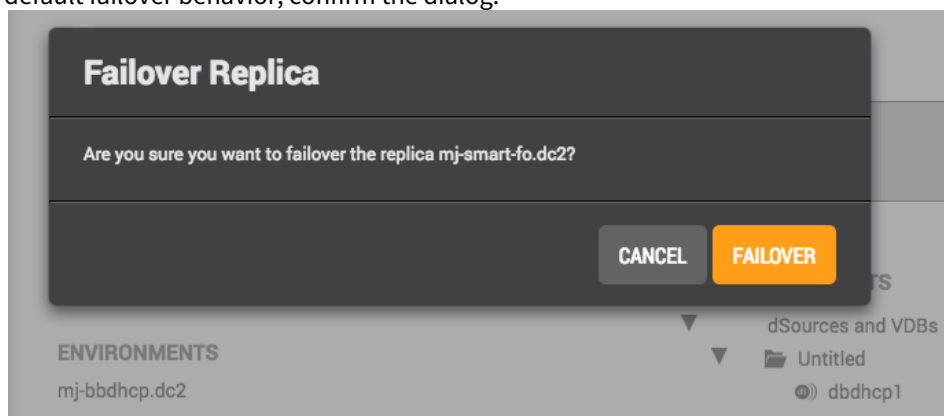 default failover behavior, confirm the dialog.
Failover Replica
Are you sure you want to failover the replica mj-smart-fo.dc2?
CANCEL
FAILOVER
TS
dSources and VDBs
ENVIRONMENTS
Untitled
mj-bbdhcp.dc2
dbdhcp1